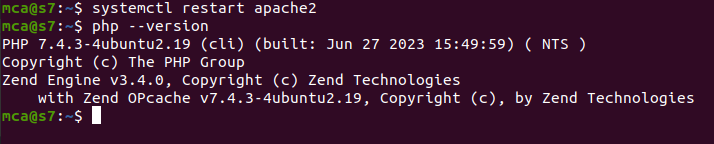 mca@s7:~$ systemctl restart apache2
mca@s7:~$ php --version
PHP 7.4.3-4ubuntu2.19 (cli) (built: Jun 27 2023 15:49:59) ( NTS )
Copyright (c) The PHP Group
Zend Engine v3.4.0, Copyright (c) Zend Technologies
    with Zend OPcache v7.4.3-4ubuntu2.19, Copyright (c), by Zend Technologies
mca@s7:~$